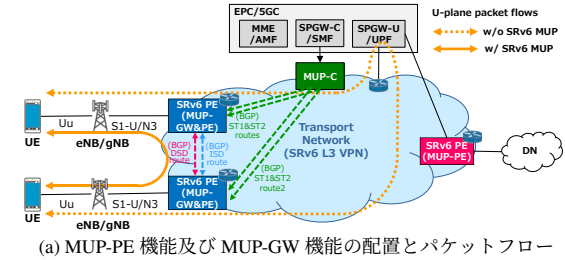 EPC/5GC
MME
/AMF
SPGW-C
/SMF
SPGW-U
/UPF
U-plane packet flows
w/o SRv6 MUP
w/ SRv6 MUP
MUP-C
SRv6 PE
(MUP-
GW&PE)
(BGP)
ST1&ST2
routes
Uu
S1-U/N3
UE
eNB/gNB
Transport
Network
(SRv6 L3 VPN)
SRv6 PE
(MUP-PE)
DN
(BGP)
DSD
route
(BGP)
ISD
route
(BGP)
ST1&ST2
route2
SRv6 PE
(MUP-
GW&PE)
Uu
S1-U/N3
UE
eNB/gNB
(a) MUP-PE 機能及び MUP-GW 機能の配置とパケットフロー